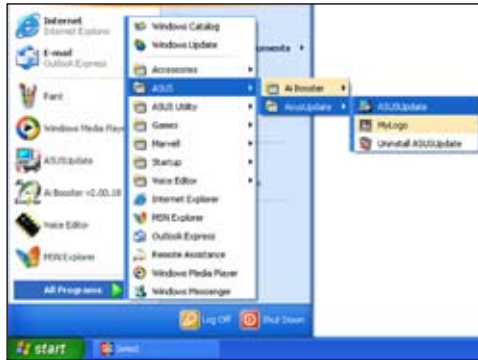 Internet
Internet Explorer
E-mail
Outlook Express
Paint
Windows Media Play
ASUSUpdate
Ai Booster v2.00.18
Voice Editor
MSN Explorer
All Programs
Windows Catalog
Windows Update
Accessories
ASUS
ASUS Utility
Games
Marvell
Startup
Voice Editor
Internet Explorer
MSN Explorer
Outlook Express
Remote Assistance
Windows Media Player
Windows Messenger
uments
Ai Booster
AsusUpdate
ASUSUpdate
MyLogo
Uninstall ASUSUpdate
Log Off
Shut Down
start